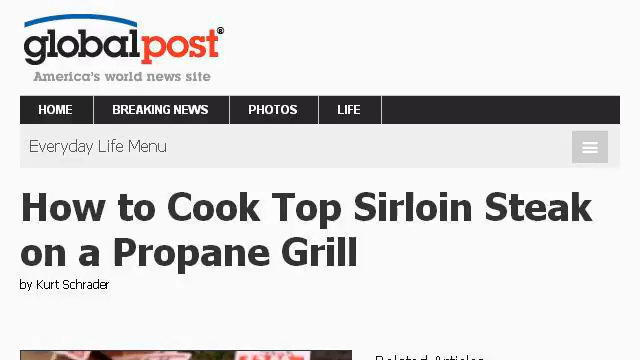 globalpost®
America's world news site
HOME BREAKING NEWS PHOTOS LIFE
Everyday Life Menu
How to Cook Top Sirloin Steak
on a Propane Grill
by Kurt Schrader
Related Articles